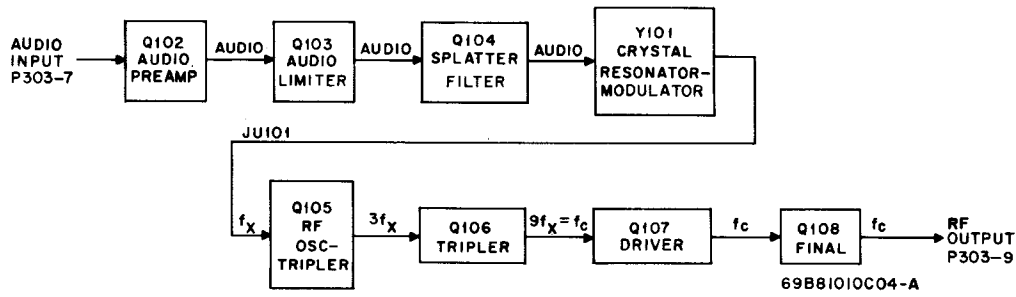 AUDIO
INPUT
P303-7
Q102
AUDIO
PREAMP
AUDIO
Q103
AUDIO
LIMITER
AUDIO
Q104
SPLATTER
FILTER
AUDIO
Y101
CRYSTAL
RESONATOR-
MODULATOR
JU101
fX
Q105
RF
OSC-
TRIPLER
3fX
Q106
TRIPLER
9fX=fC
Q107
DRIVER
fC
Q108
FINAL
fC
RF
OUTPUT
P303-9
69B81010C04-A